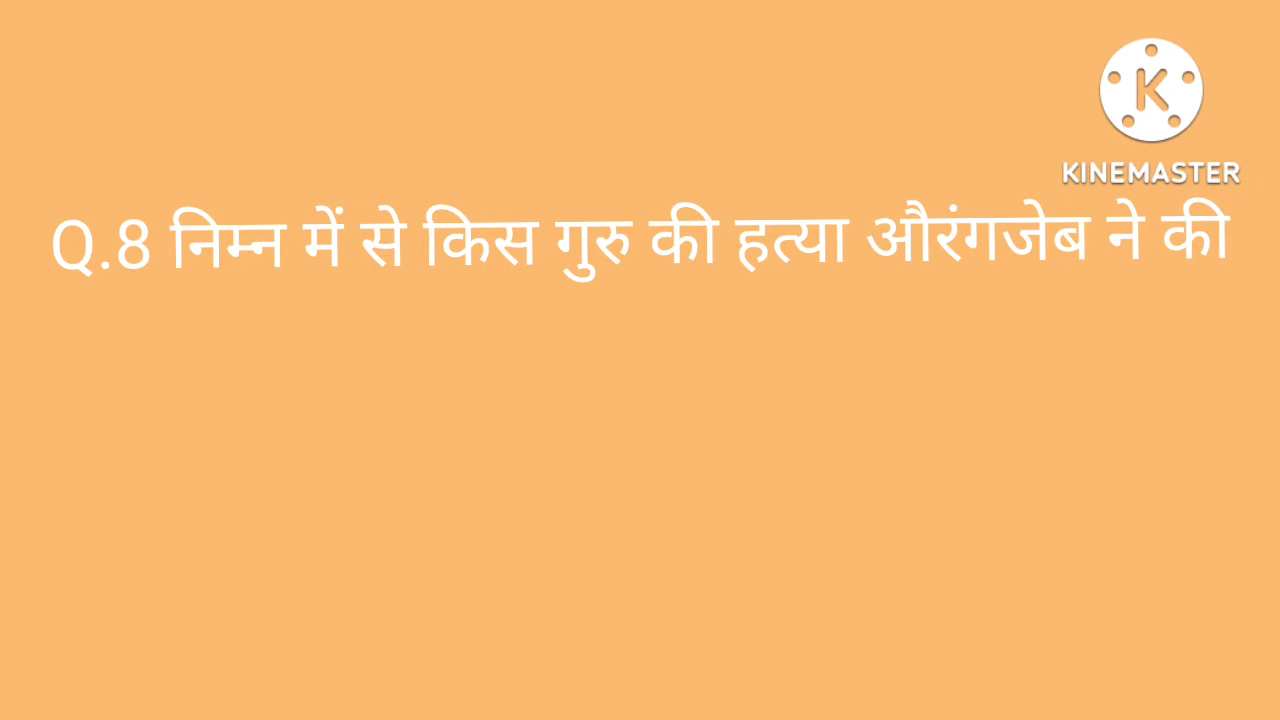 K
KINEMASTER
Q.8 निम्न में से किस गुरु की हत्या औरंगजेब ने की